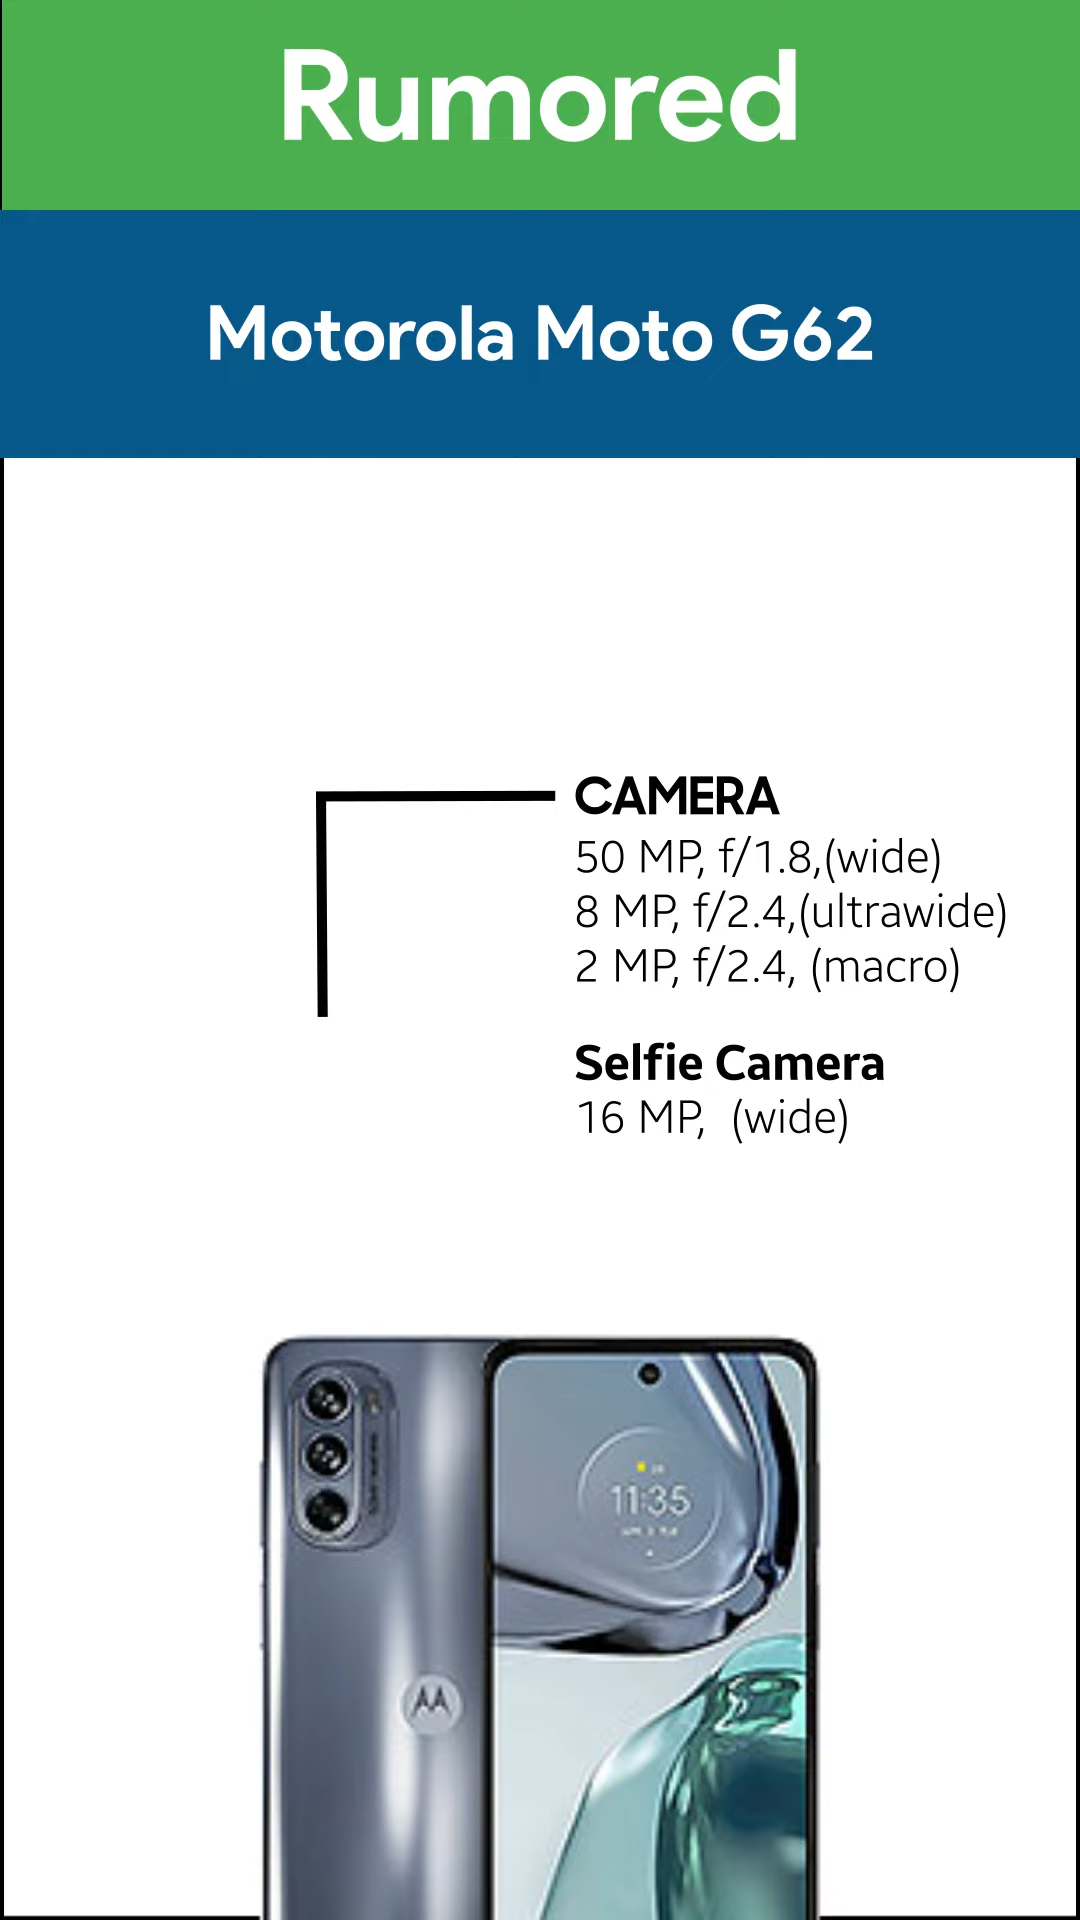 Rumored
Motorola Moto G62
CAMERA
50 MP, f/1.8,(wide)
8 MP, f/2.4,(ultrawide)
2 MP, f/2.4, (macro)
Selfie Camera
16 MP,  (wide)
11:35